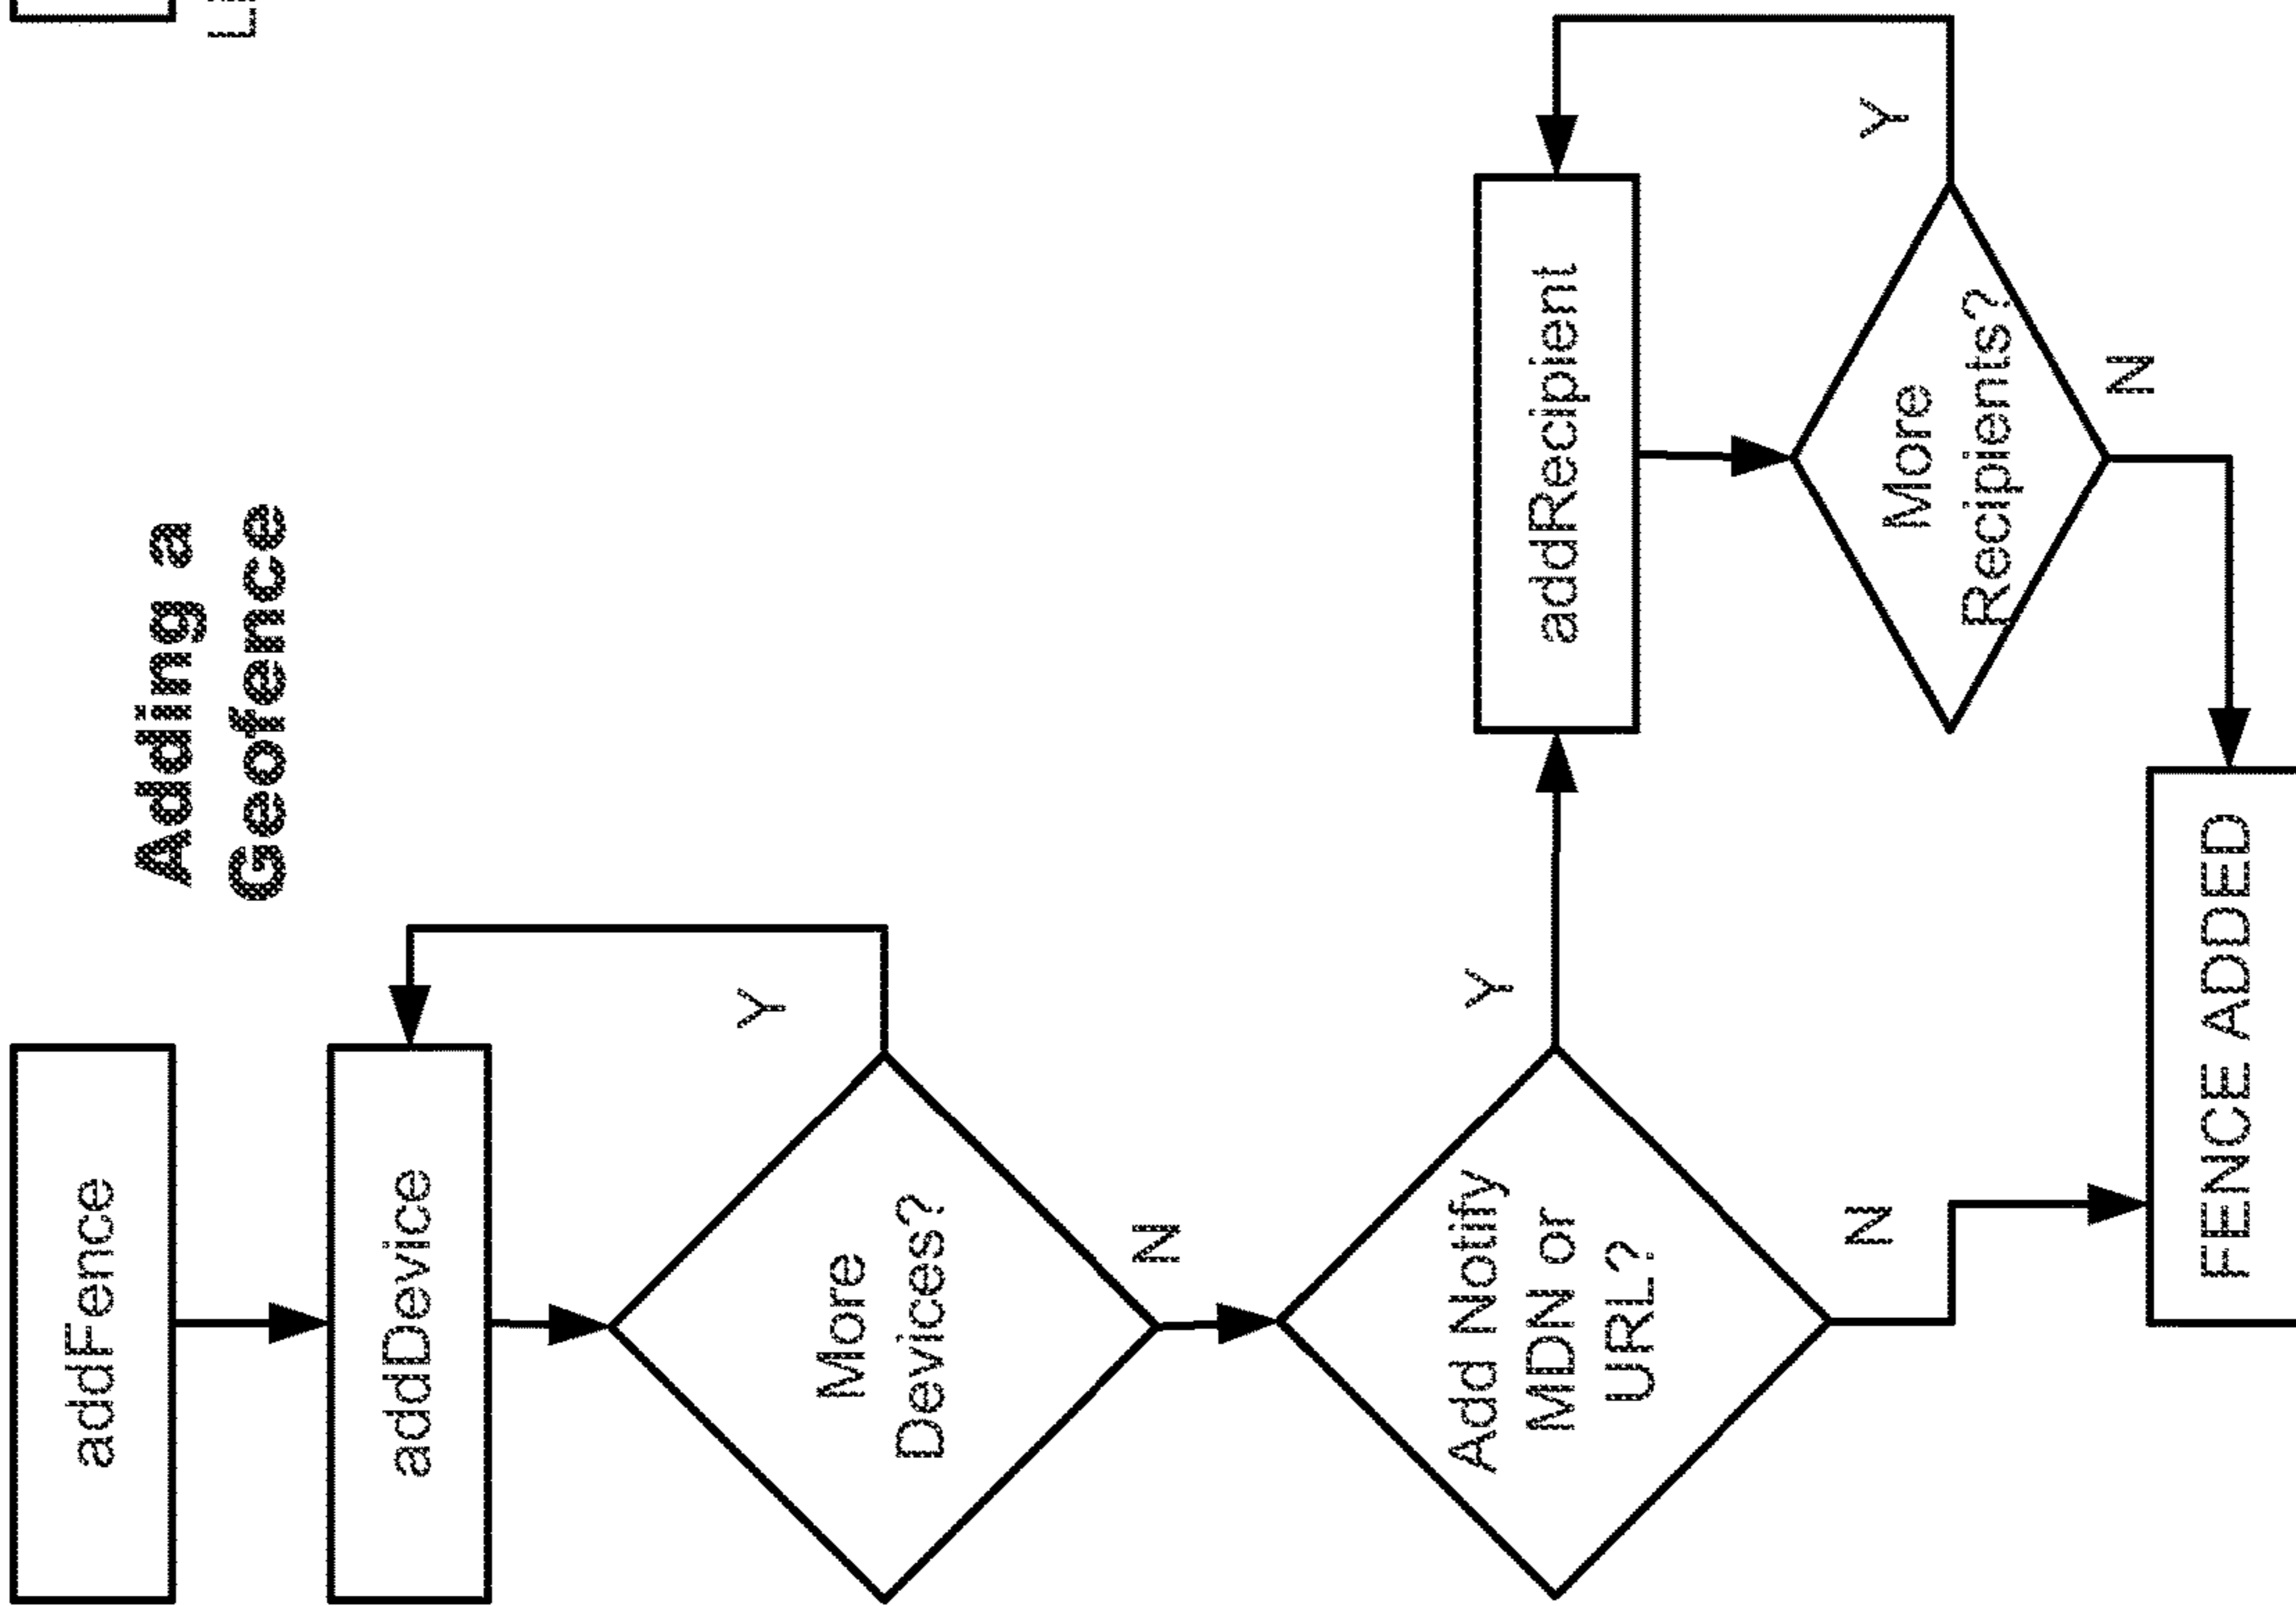 Adding a
Geofence
addFence
addDevice
More
Devices?
Y
N
Add Notify
MDN or
URL?
Y
N
addRecipient
More
Recipients?
Y
N
FENCE ADDED